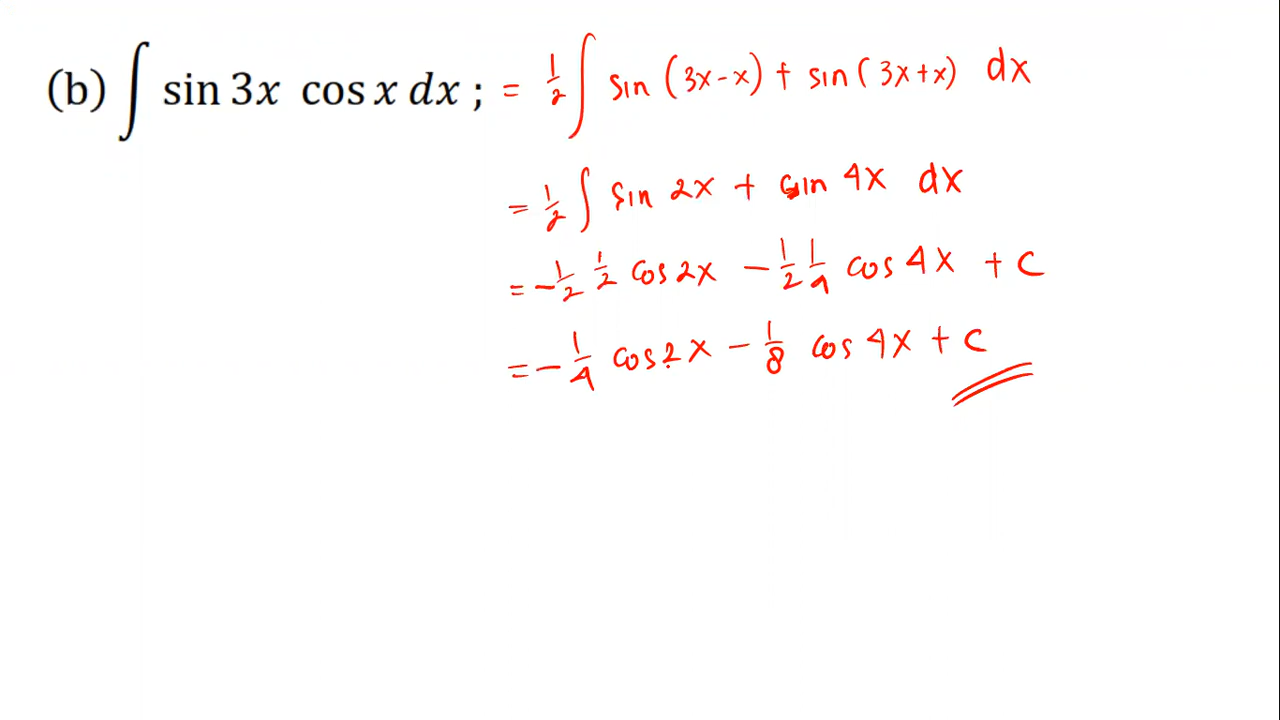 (b) ∫ sin 3x cos x dx ; = 1/2 ∫ sin (3x-x) + sin ( 3x+x) dx
= 1/2 ∫ sin 2x + sin 4x dx
= - 1/2 1/2 cos 2x - 1/2 1/4 cos 4x + c
= - 1/4 cos 2x - 1/8 cos 4x + c